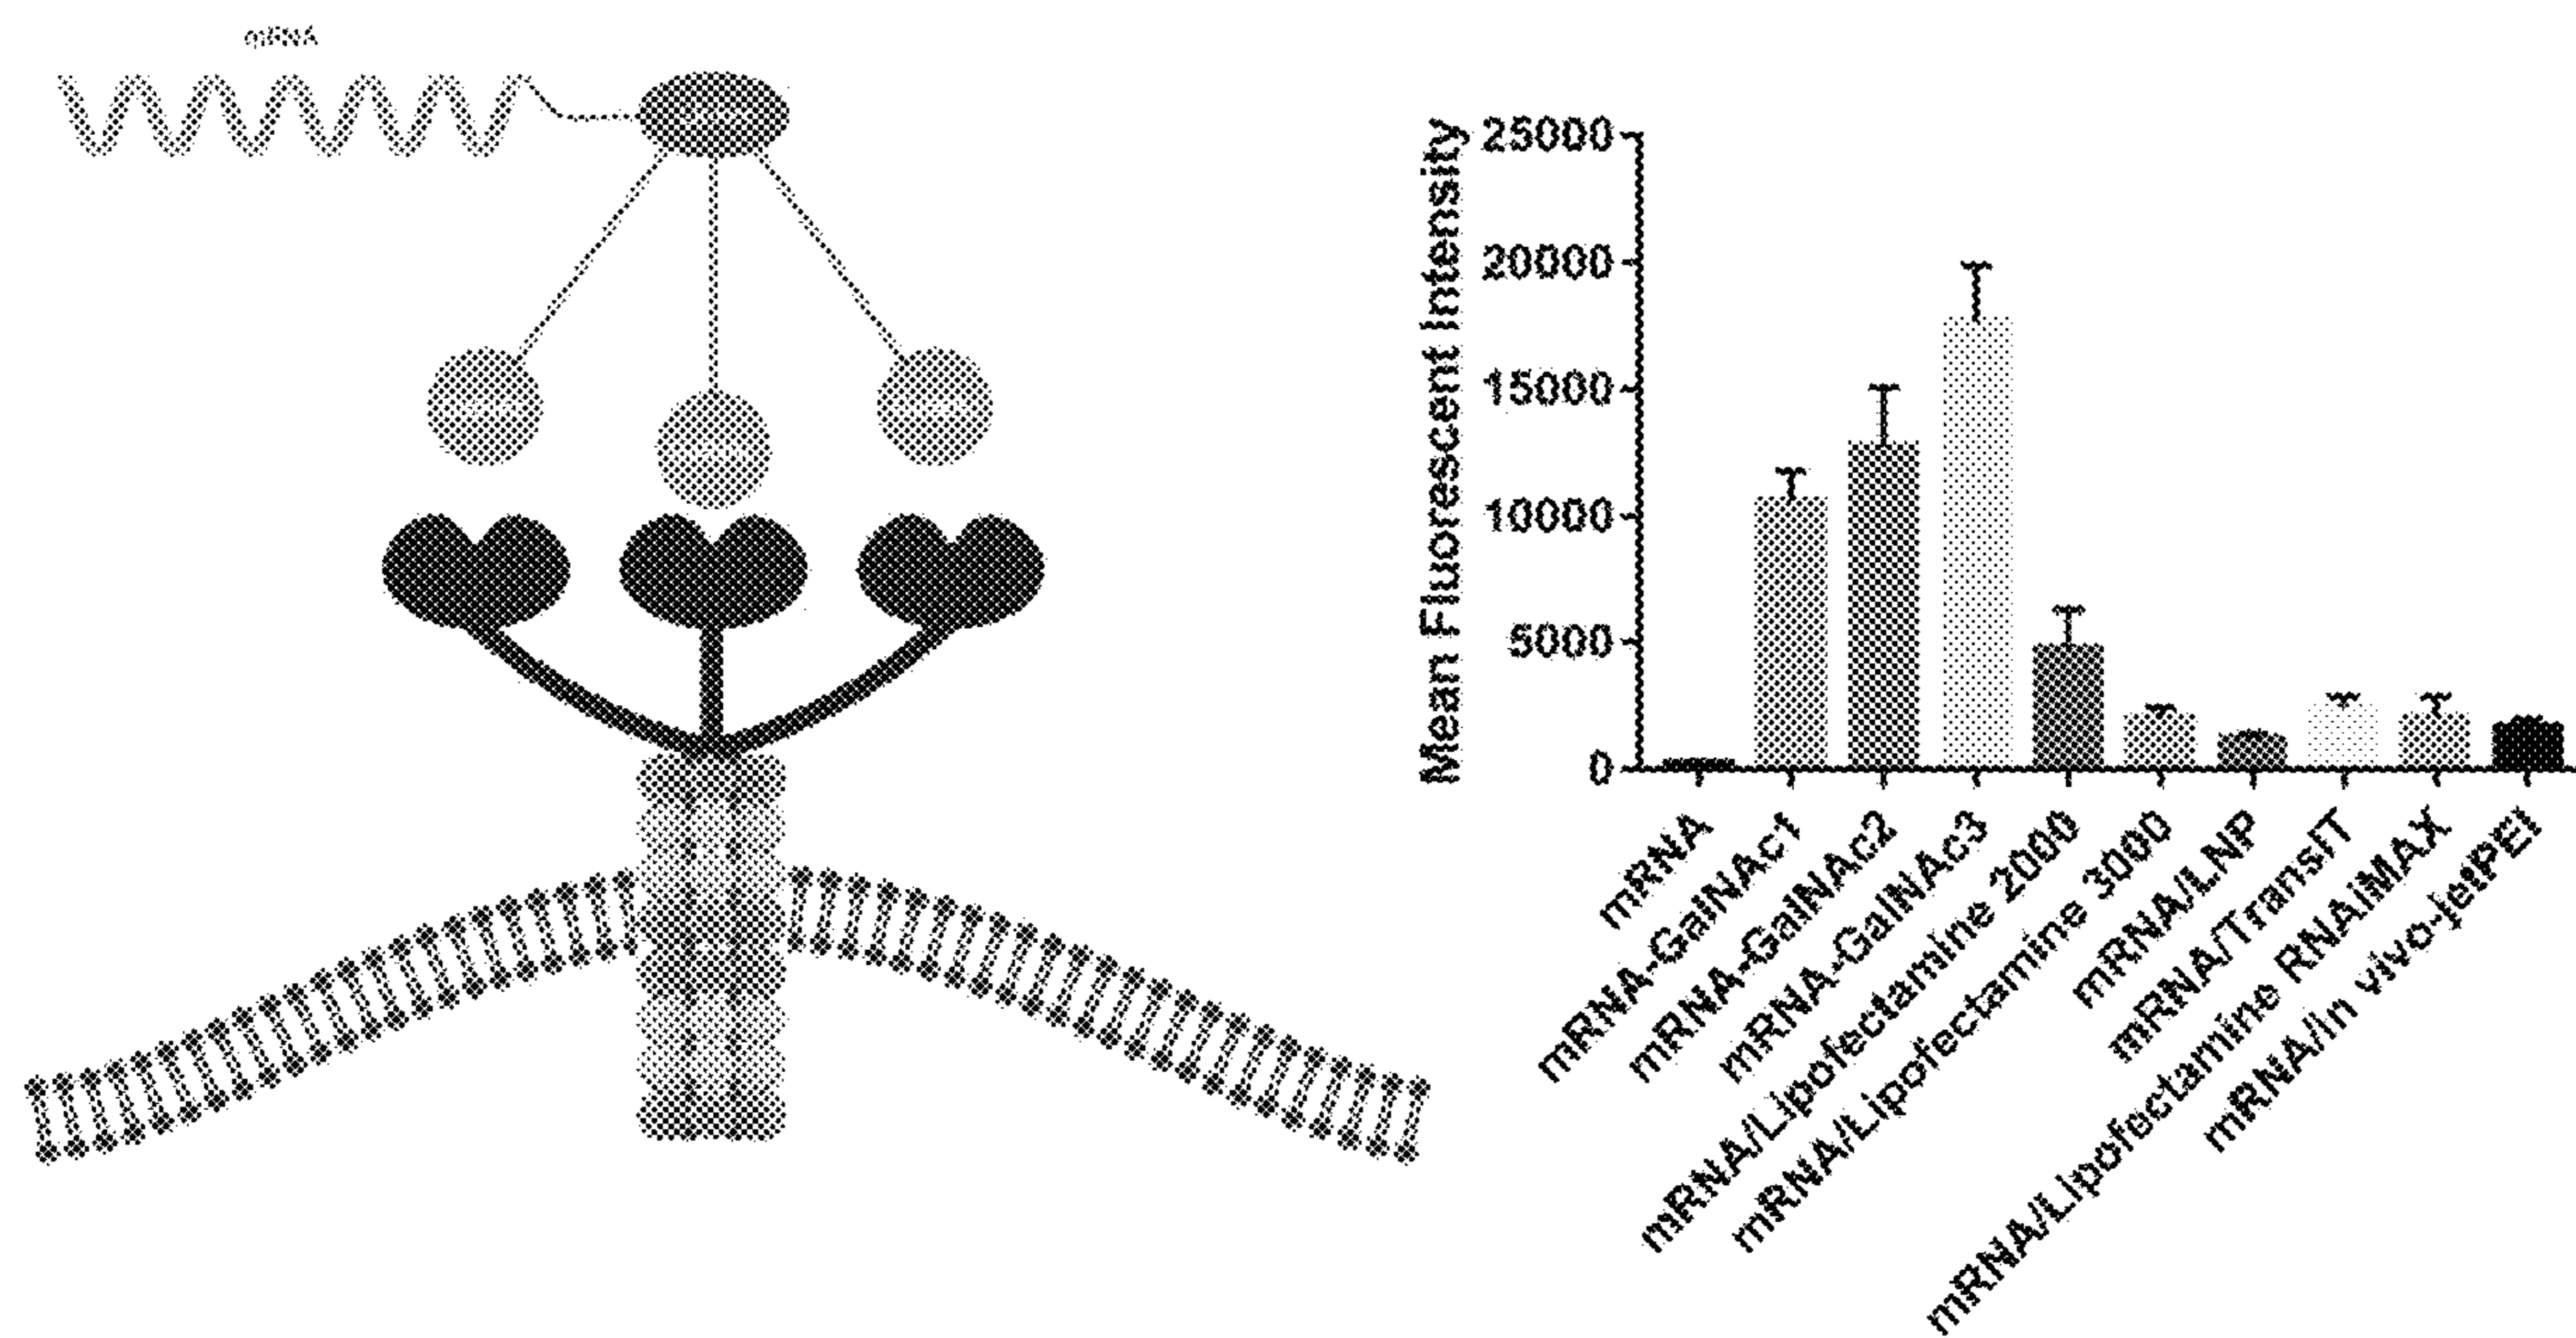 mRNA
Mean Fluorescent Intensity
25000
20000
15000
10000
5000
0
mRNA
mRNA-GalNAc1
mRNA-GalNAc2
mRNA-GalNAc3
mRNA/Lipofectamine 2000
mRNA/Lipofectamine 3000
mRNA/LNP
mRNA/TransIT
mRNA/Lipofectamine RNAiMAX
mRNA/In vivo-jetPEI